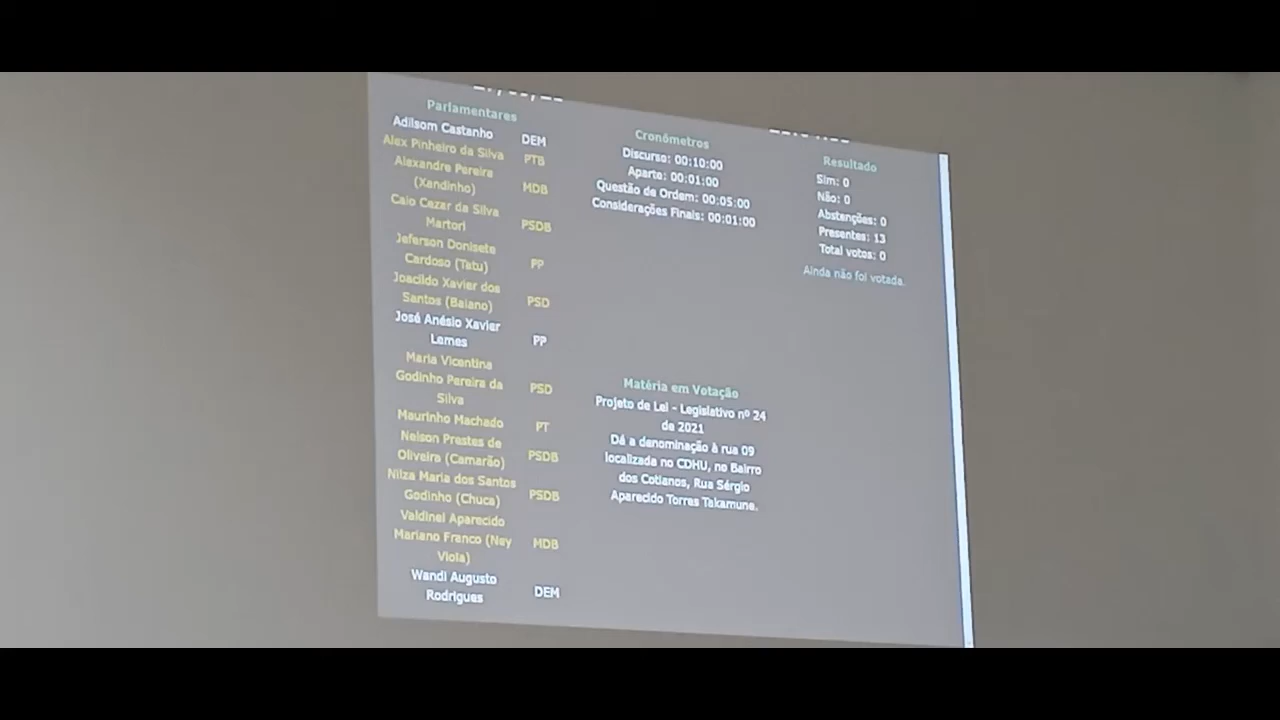 Parlamentares
Adilsom Castanho DEM
Alex Pinheiro da Silva PTB
Alexandre Pereira
(Xandinho) MDB
Caio Cezar da Silva
Martori PSDB
Jeferson Donisete
Cardoso (Tatu) PP
Joacildo Xavier dos
Santos (Baiano) PSD
José Anésio Xavier
Lemes PP
Maria Vicentina
Godinho Pereira da
Silva PSD
Maurinho Machado PT
Nelson Prestes de
Oliveira (Camarão) PSDB
Nilza Maria dos Santos
Godinho (Chuca) PSDB
Valdinei Aparecido
Mariano Franco (Ney
Viola) MDB
Wandi Augusto
Rodrigues DEM
Cronômetros
Discurso: 00:10:00
Aparte: 00:01:00
Questão de Ordem: 00:05:00
Considerações Finais: 00:01:00
Matéria em Votação
Projeto de Lei - Legislativo nº 24
de 2021
Dá a denominação à rua 09
localizada no CDHU, no Bairro
dos Cotianos, Rua Sérgio
Aparecido Torres Takamune.
Resultado
Sim: 0
Não: 0
Abstenções: 0
Presentes: 13
Total votos: 0
Ainda não foi votada.